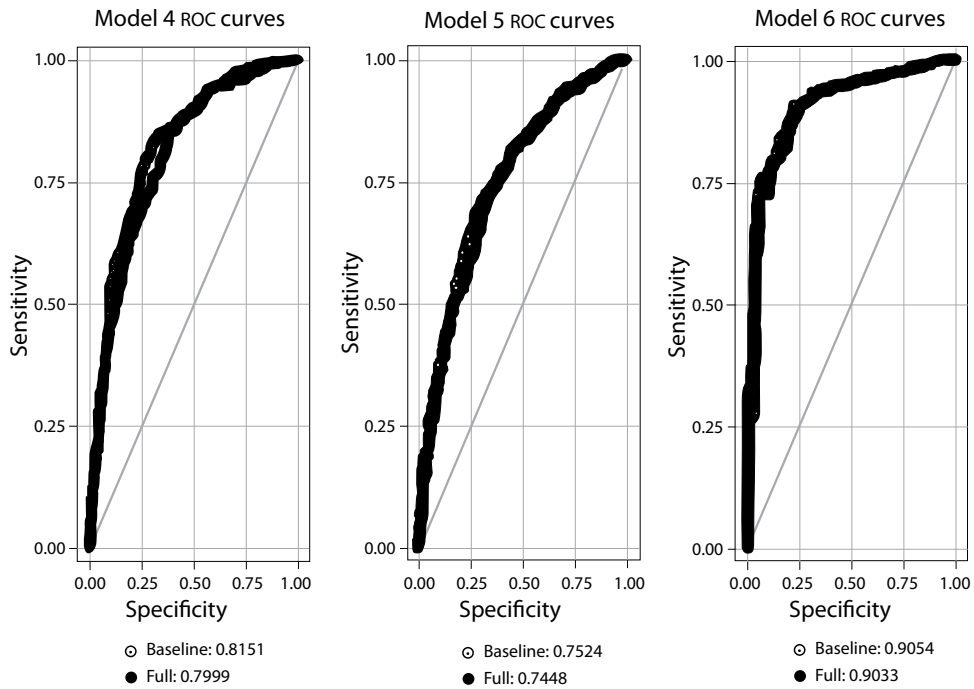 Model 4 ROC curves
1.00
0.75
0.50
0.25
0.00
Sensitivity
0.00 0.25 0.50 0.75 1.00
Specificity
Baseline: 0.8151
Full: 0.7999
Model 5 ROC curves
1.00
0.75
0.50
0.25
0.00
Sensitivity
0.00 0.25 0.50 0.75 1.00
Specificity
Baseline: 0.7524
Full: 0.7448
Model 6 ROC curves
1.00
0.75
0.50
0.25
0.00
Sensitivity
0.00 0.25 0.50 0.75 1.00
Specificity
Baseline: 0.9054
Full: 0.9033